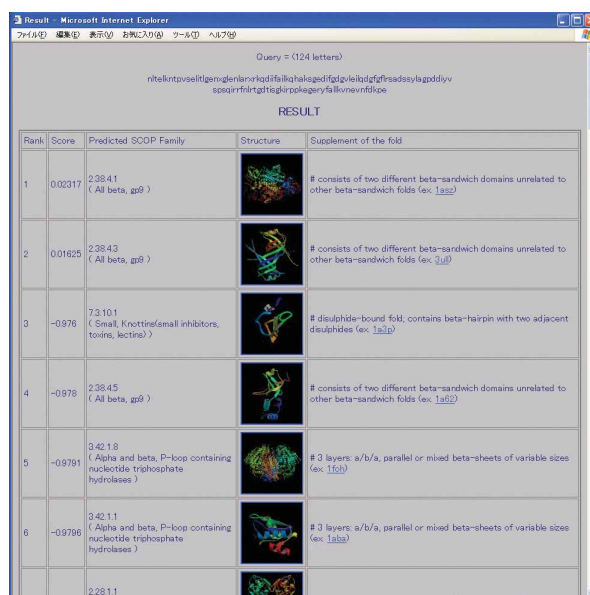 Result - Microsoft Internet Explorer
ファイル(F) 編集(E) 表示(V) お気に入り(A) ツール(T) ヘルプ(H)
Query = (124 letters)
nltelkntpvselitlgenxglenlarxrkqdiifailkqhaksgedifgdgvleilqdgfgflrsadssylagpddiyv
spsqirrfnlrtgdtisgkirppkegeryfallkvnevnfdkpe
RESULT
Rank Score Predicted SCOP Family Structure Supplement of the fold
1 0.02317 2.38.4.1
( All beta, gp9 )
# consists of two different beta-sandwich domains unrelated to
other beta-sandwich folds (ex. 1asz)
2 0.01625 2.38.4.3
( All beta, gp9 )
# consists of two different beta-sandwich domains unrelated to
other beta-sandwich folds (ex. 3ull)
3 -0.976 7.3.10.1
( Small, Knottins(small inhibitors,
toxins, lectins) )
# disulphide-bound fold; contains beta-hairpin with two adjacent
disulphides (ex. 1a3p)
4 -0.978 2.38.4.5
( All beta, gp9 )
# consists of two different beta-sandwich domains unrelated to
other beta-sandwich folds (ex. 1a62)
5 -0.9791 3.42.1.8
( Alpha and beta, P-loop containing
nucleotide triphosphate
hydrolases )
# 3 layers: a/b/a, parallel or mixed beta-sheets of variable sizes
(ex. 1foh)
6 -0.9796 3.42.1.1
( Alpha and beta, P-loop containing
nucleotide triphosphate
hydrolases )
# 3 layers: a/b/a, parallel or mixed beta-sheets of variable sizes
(ex. 1aba)
2.28.1.1